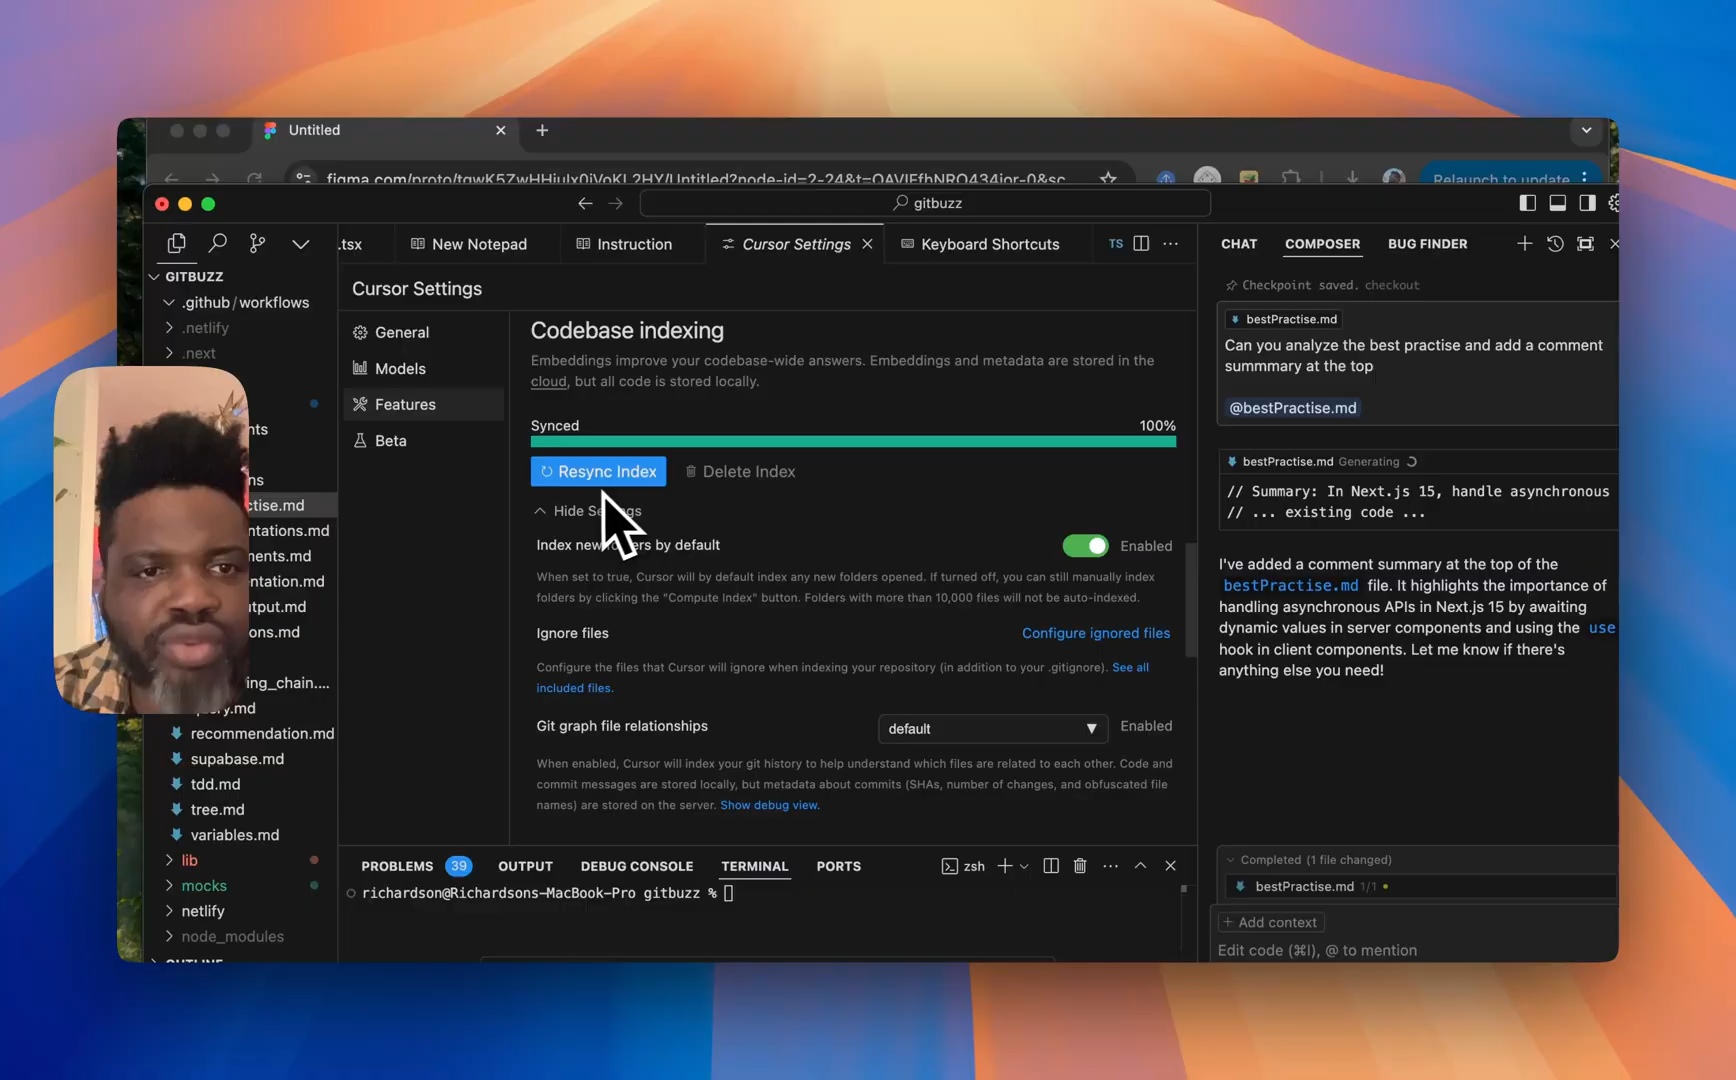 Untitled
figma.com/proto/tgwK5ZwHHjuIx0jVoKL2HY/Untitled?node-id=2-24&t=
Relaunch to update
gitbuzz
.tsx
New Notepad
Instruction
Cursor Settings
Keyboard Shortcuts
TS
CHAT
COMPOSER
BUG FINDER
GITBUZZ
.github/workflows
.netlify
.next
nts
ns
ctise.md
ntations.md
nents.md
entation.md
utput.md
ons.md
ing_chain....
recommendation.md
supabase.md
tdd.md
tree.md
variables.md
lib
mocks
netlify
node_modules
OUTLINE
Cursor Settings
General
Models
Features
Beta
Codebase indexing
Embeddings improve your codebase-wide answers. Embeddings and metadata are stored in the
cloud, but all code is stored locally.
Synced
100%
Resync Index
Delete Index
Hide
Index new by default
Enabled
When set to true, Cursor will by default index any new folders opened. If turned off, you can still manually index
folders by clicking the "Compute Index" button. Folders with more than 10,000 files will not be auto-indexed.
Ignore files
Configure ignored files
Configure the files that Cursor will ignore when indexing your repository (in addition to your .gitignore). See all
included files.
Git graph file relationships
default
Enabled
When enabled, Cursor will index your git history to help understand which files are related to each other. Code and
commit messages are stored locally, but metadata about commits (SHAs, number of changes, and obfuscated file
names) are stored on the server. Show debug view.
PROBLEMS 39
OUTPUT
DEBUG CONSOLE
TERMINAL
PORTS
zsh
richardson@Richardsons-MacBook-Pro gitbuzz %
Checkpoint saved. checkout
bestPractise.md
Can you analyze the best practise and add a comment
summmary at the top
@bestPractise.md
bestPractise.md Generating
// Summary: In Next.js 15, handle asynchronous
// ... existing code ...
I've added a comment summary at the top of the
bestPractise.md file. It highlights the importance of
handling asynchronous APIs in Next.js 15 by awaiting
dynamic values in server components and using the use
hook in client components. Let me know if there's
anything else you need!
Completed (1 file changed)
bestPractise.md 1/1
+ Add context
Edit code (⌘I), @ to mention